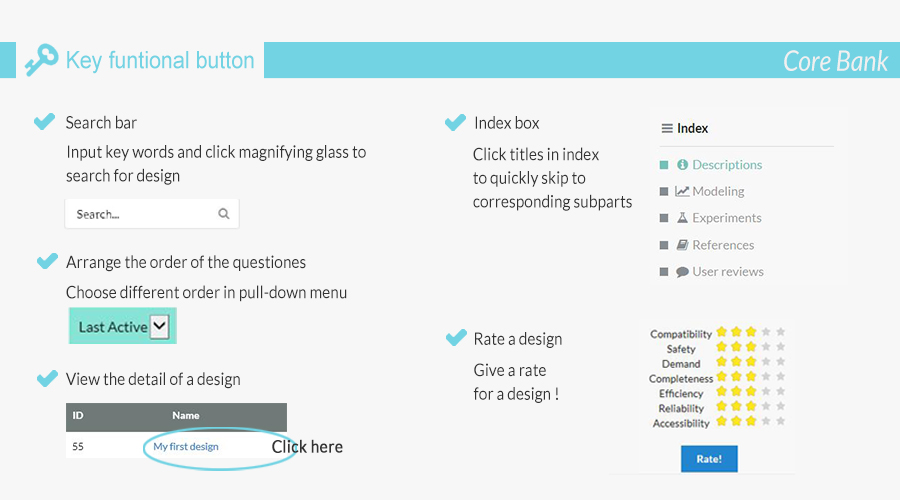 Key funtional button
Core Bank
Search bar
Input key words and click magnifying glass to
search for design
Search...
Arrange the order of the questiones
Choose different order in pull-down menu
Last Active
View the detail of a design
ID Name
55 My first design
Click here
Index box
Click titles in index
to quickly skip to
corresponding subparts
Index
Descriptions
Modeling
Experiments
References
User reviews
Rate a design
Give a rate
for a design !
Compatibility
Safety
Demand
Completeness
Efficiency
Reliability
Accessibility
Rate!